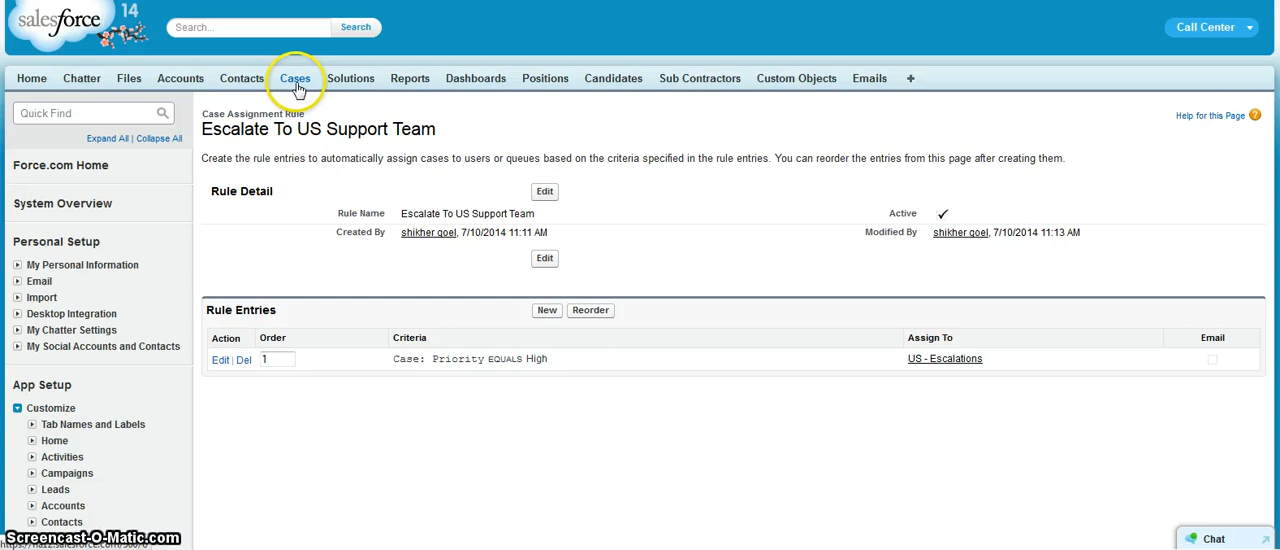 salesforce
14
Search...
Search
Call Center
Home Chatter Files Accounts Contacts Cases Solutions Reports Dashboards Positions Candidates Sub Contractors Custom Objects Emails +
Quick Find
Expand All | Collapse All
Force.com Home
System Overview
Personal Setup
My Personal Information
Email
Import
Desktop Integration
My Chatter Settings
My Social Accounts and Contacts
App Setup
Customize
Tab Names and Labels
Home
Activities
Campaigns
Leads
Accounts
Contacts
Case Assignment Rule
Escalate To US Support Team
Help for this Page ?
Create the rule entries to automatically assign cases to users or queues based on the criteria specified in the rule entries. You can reorder the entries from this page after creating them.
Rule Detail
Edit
Rule Name Escalate To US Support Team Active ✓
Created By shikher goel, 7/10/2014 11:11 AM Modified By shikher goel, 7/10/2014 11:13 AM
Edit
Rule Entries New Reorder
Action Order Criteria Assign To Email
Edit | Del 1 Case: Priority EQUALS High US - Escalations
Screencast-O-Matic.com
Chat